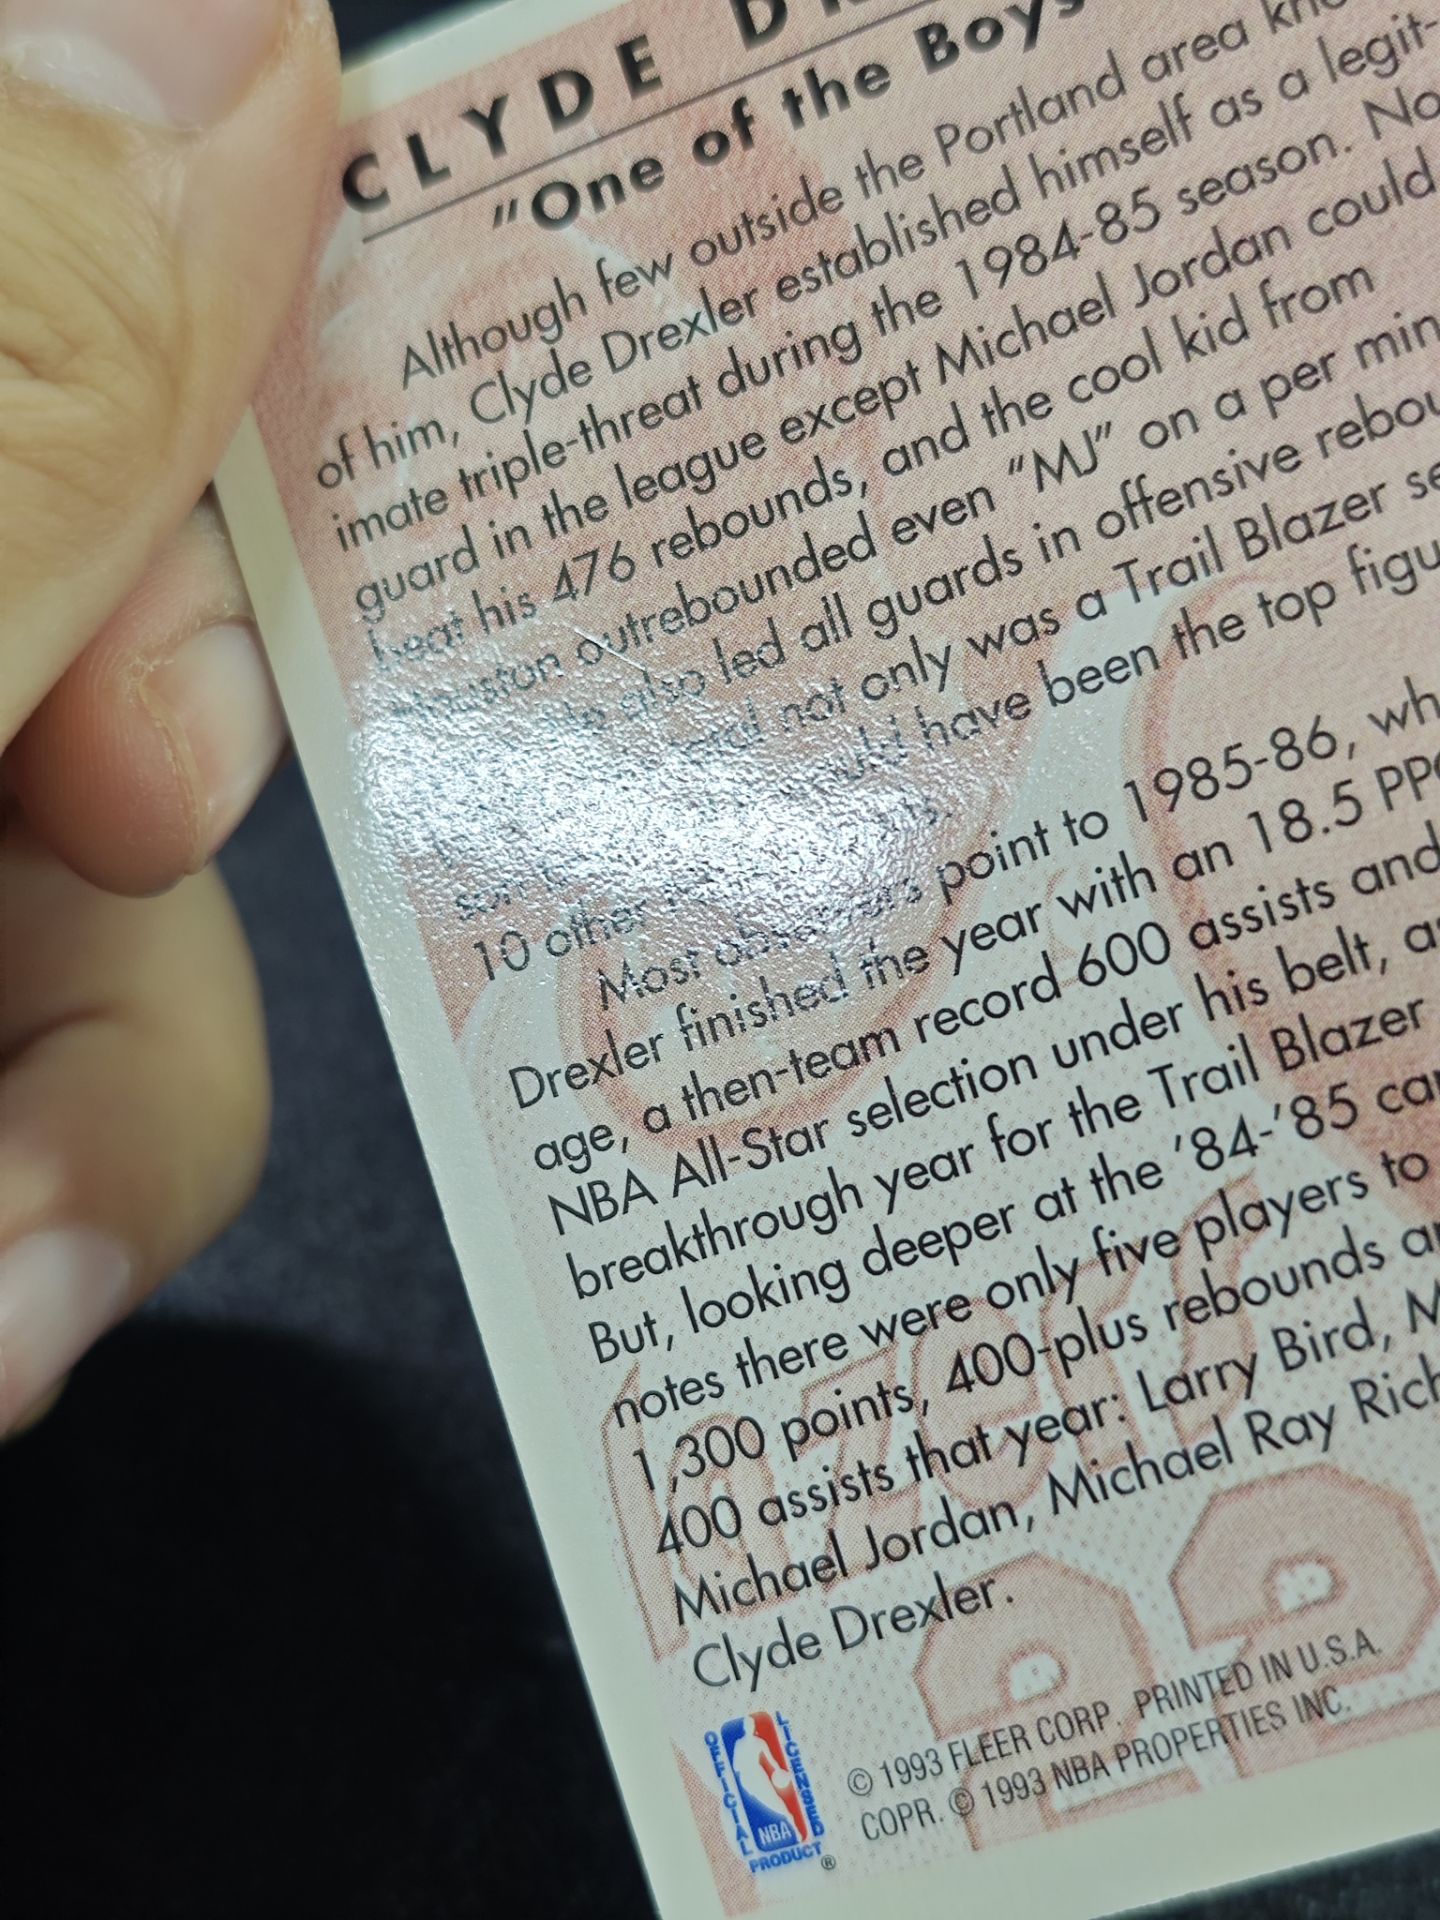 CLYDE
"One of the Boys
Although few outside the Portland area
of him, Clyde Drexler established himself as a legit-
imate triple-threat during the 1984-85 season. No
guard in the league except Michael Jordan could
beat his 476 rebounds, and the cool kid from
Houston outrebounded even "MJ" on a per min
also led all guards in offensive rebou
not only was a Trail Blazer se
have been the top figu
10 other
Most observers point to 1985-86, wh
Drexler finished the year with an 18.5 PPG
age, a then-team record 600 assists and
NBA All-Star selection under his belt, a
breakthrough year for the Trail Blazer
But, looking deeper at the '84-'85 ca
notes there were only five players to
1,300 points, 400-plus rebounds a
400 assists that year: Larry Bird, M
Michael Jordan, Michael Ray Rich
Clyde Drexler.
22
© 1993 FLEER CORP. PRINTED IN U.S.A.
COPR. © 1993 NBA PROPERTIES INC.
OFFICIAL LICENSED
NBA
PRODUCT ®